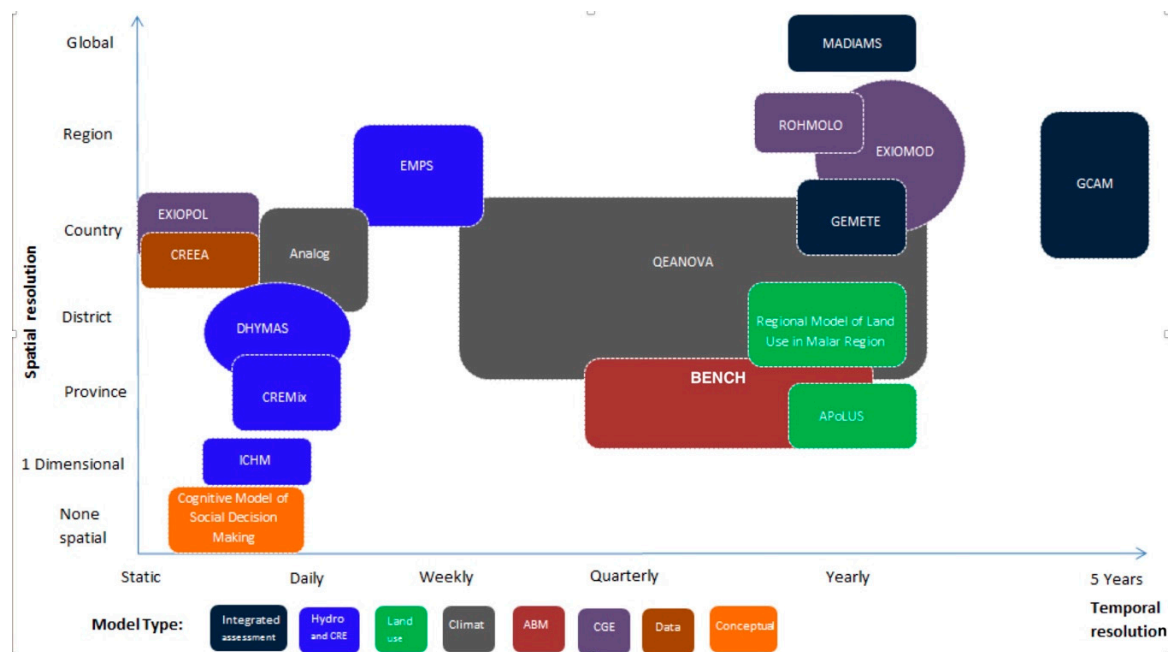 Global
MADIAMS
Region
ROHMOLO
EMPS
EXIOMOD
GCAM
EXIOPOL
Country
GEMETE
CREEA
Analog
QEANOVA
Spatial resolution
District
DHYMAS
Regional Model of Land
Use in Malar Region
BENCH
Province
CREMix
APoLUS
1 Dimensional
ICHM
None
spatial
Cognitive Model of
Social Decision
Making
Static
Daily
Weekly
Quarterly
Yearly
5 Years
Temporal
resolution
Model Type:
Integrated
assessment
Hydro
and CRE
Land
use
Climat
ABM
CGE
Data
Conceptual